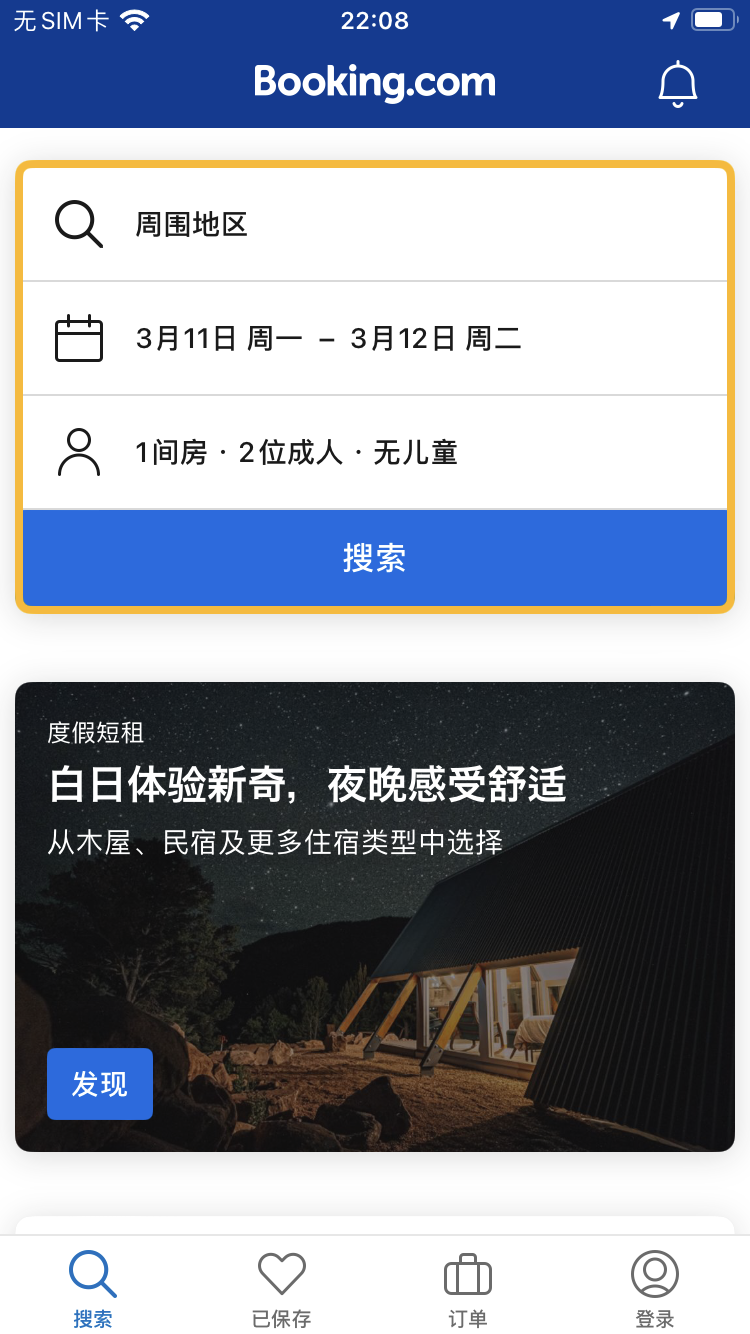 无SIM卡
22:08
Booking.com
周围地区
3月11日 周一 – 3月12日 周二
1间房 · 2位成人 · 无儿童
搜索
度假短租
白日体验新奇，夜晚感受舒适
从木屋、民宿及更多住宿类型中选择
发现
搜索
已保存
订单
登录